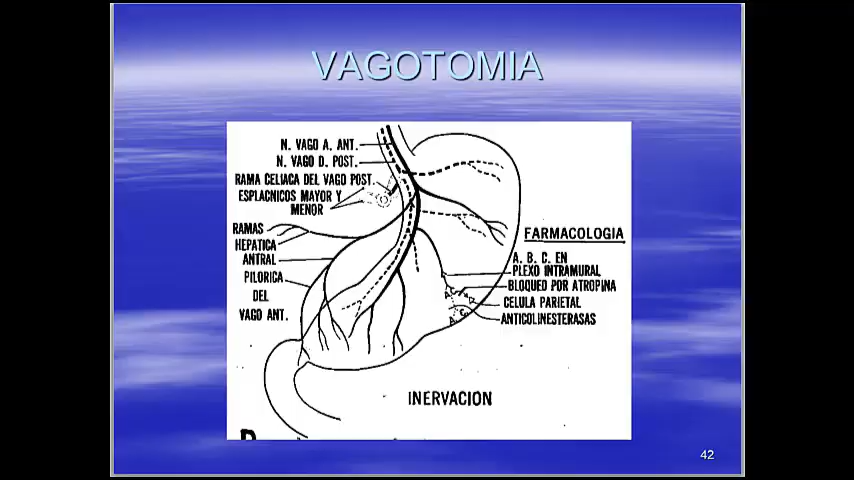 VAGOTOMIA
N. VAGO A. ANT.
N. VAGO D. POST.
RAMA CELIACA DEL VAGO POST
ESPLACNICOS MAYOR Y
MENOR
RAMAS
HEPATICA
ANTRAL
PILORICA
DEL
VAGO ANT.
FARMACOLOGIA
A. B. C. EN
PLEXO INTRAMURAL
BLOQUEO POR ATROPINA
CELULA PARIETAL
ANTICOLINESTERASAS
INERVACION
42